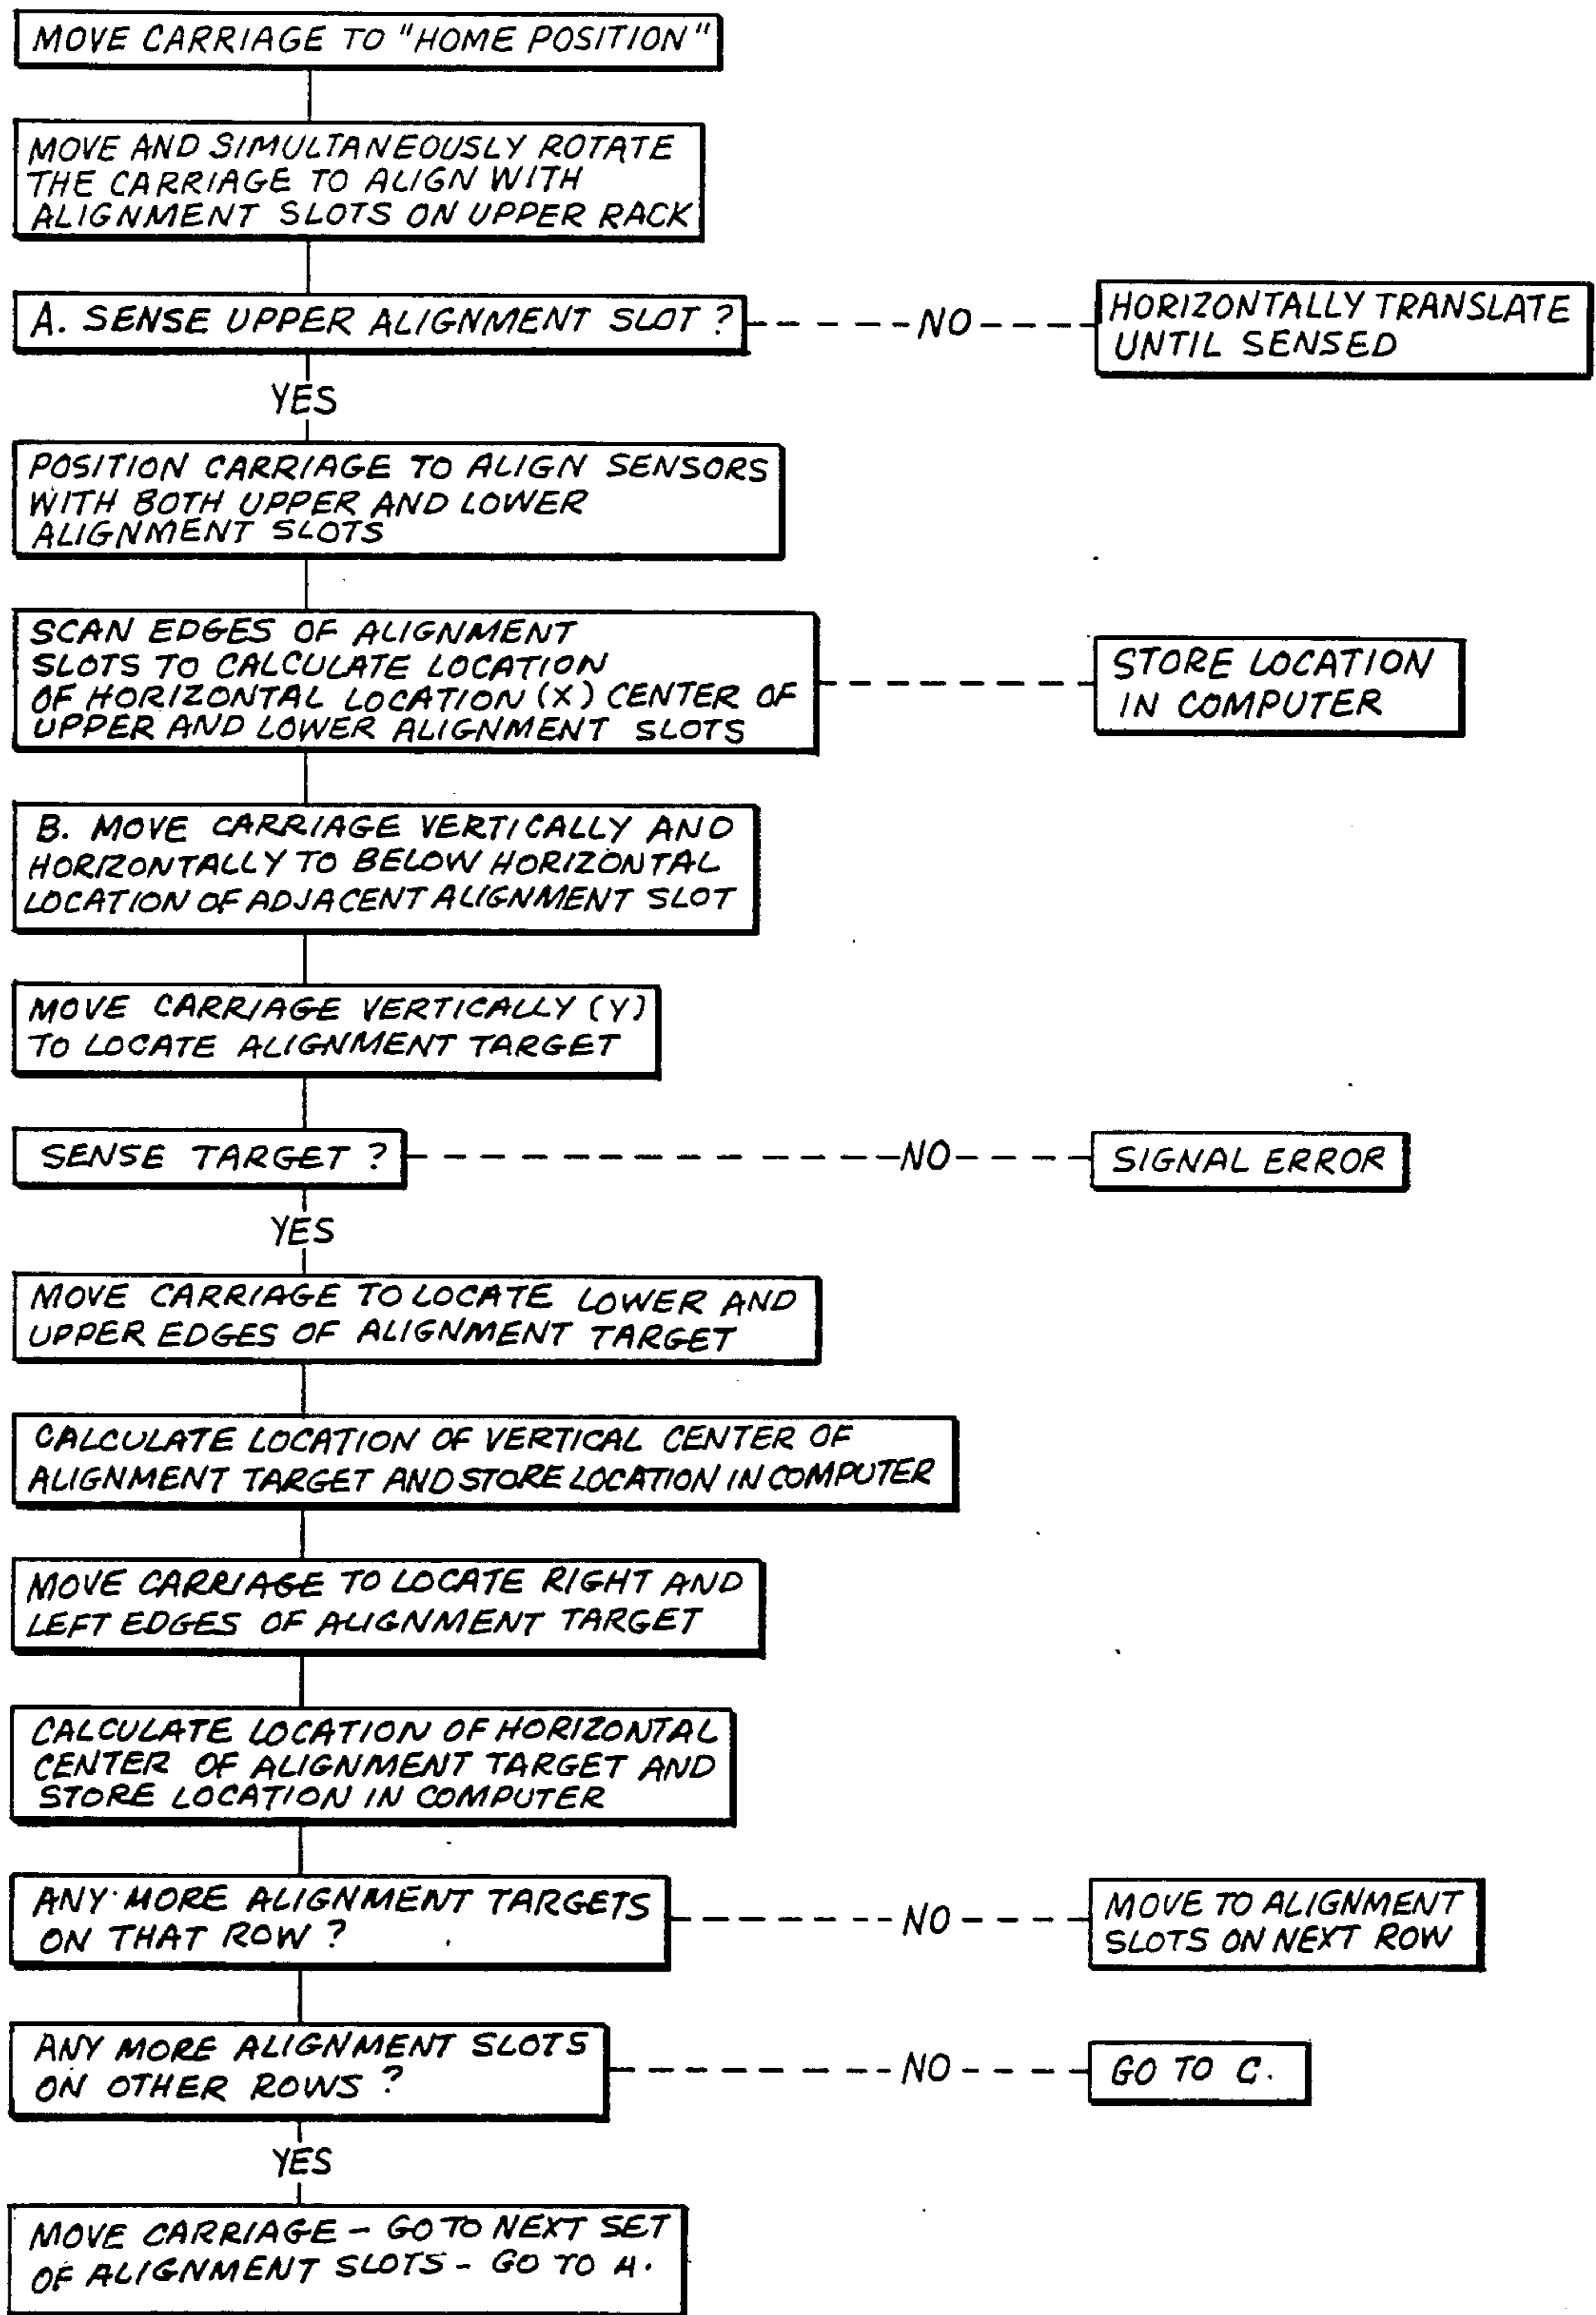 MOVE CARRIAGE TO "HOME POSITION"
MOVE AND SIMULTANEOUSLY ROTATE
THE CARRIAGE TO ALIGN WITH
ALIGNMENT SLOTS ON UPPER RACK
A. SENSE UPPER ALIGNMENT SLOT ?
NO
HORIZONTALLY TRANSLATE
UNTIL SENSED
YES
POSITION CARRIAGE TO ALIGN SENSORS
WITH BOTH UPPER AND LOWER
ALIGNMENT SLOTS
SCAN EDGES OF ALIGNMENT
SLOTS TO CALCULATE LOCATION
OF HORIZONTAL LOCATION (X) CENTER OF
UPPER AND LOWER ALIGNMENT SLOTS
STORE LOCATION
IN COMPUTER
B. MOVE CARRIAGE VERTICALLY AND
HORIZONTALLY TO BELOW HORIZONTAL
LOCATION OF ADJACENT ALIGNMENT SLOT
MOVE CARRIAGE VERTICALLY (Y)
TO LOCATE ALIGNMENT TARGET
SENSE TARGET ?
NO
SIGNAL ERROR
YES
MOVE CARRIAGE TO LOCATE LOWER AND
UPPER EDGES OF ALIGNMENT TARGET
CALCULATE LOCATION OF VERTICAL CENTER OF
ALIGNMENT TARGET AND STORE LOCATION IN COMPUTER
MOVE CARRIAGE TO LOCATE RIGHT AND
LEFT EDGES OF ALIGNMENT TARGET
CALCULATE LOCATION OF HORIZONTAL
CENTER OF ALIGNMENT TARGET AND
STORE LOCATION IN COMPUTER
ANY MORE ALIGNMENT TARGETS
ON THAT ROW ?
NO
MOVE TO ALIGNMENT
SLOTS ON NEXT ROW
ANY MORE ALIGNMENT SLOTS
ON OTHER ROWS ?
NO
GO TO C.
YES
MOVE CARRIAGE - GO TO NEXT SET
OF ALIGNMENT SLOTS - GO TO